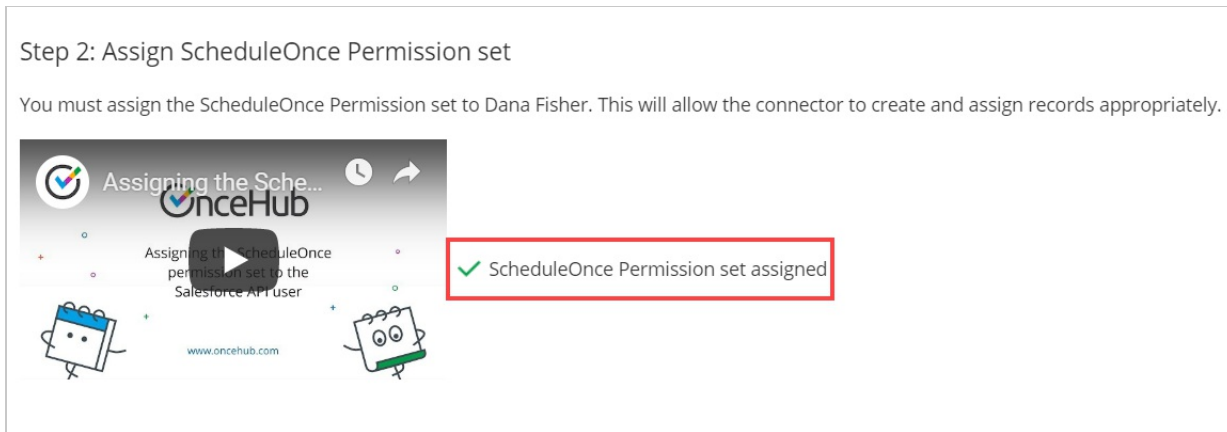 Step 2: Assign ScheduleOnce Permission set
You must assign the ScheduleOnce Permission set to Dana Fisher. This will allow the connector to create and assign records appropriately.
Assigning the Sche...
OnceHub
Assigning the ScheduleOnce
permission set to the
Salesforce API user
www.oncehub.com
ScheduleOnce Permission set assigned